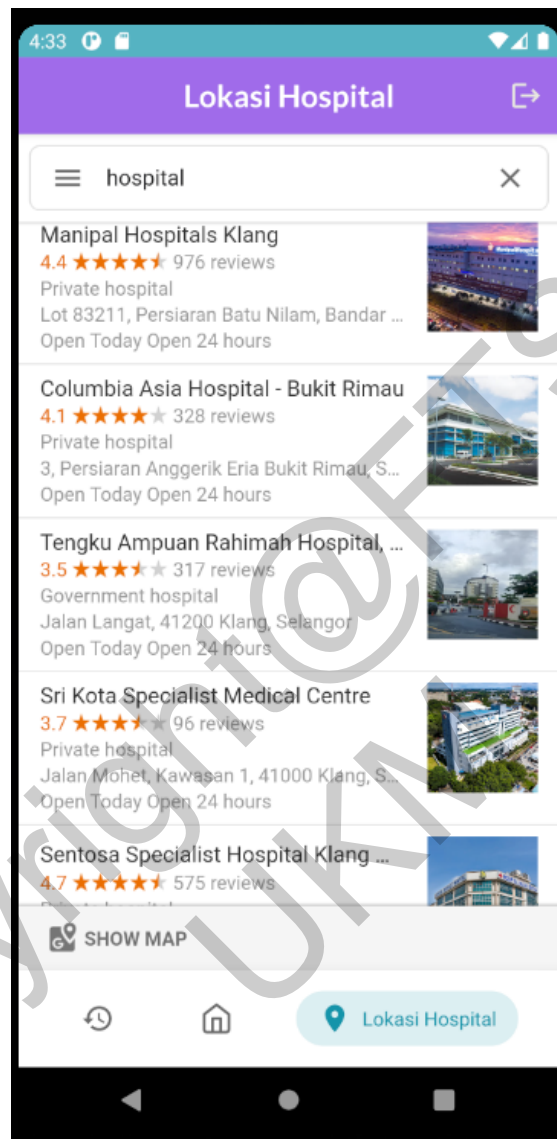 4:33
Lokasi Hospital
hospital
Manipal Hospitals Klang
4.4 976 reviews
Private hospital
Lot 83211, Persiaran Batu Nilam, Bandar ...
Open Today Open 24 hours
Columbia Asia Hospital - Bukit Rimau
4.1 328 reviews
Private hospital
3, Persiaran Anggerik Eria Bukit Rimau, S...
Open Today Open 24 hours
Tengku Ampuan Rahimah Hospital, ...
3.5 317 reviews
Government hospital
Jalan Langat, 41200 Klang, Selangor
Open Today Open 24 hours
Sri Kota Specialist Medical Centre
3.7 96 reviews
Private hospital
Jalan Mohet, Kawasan 1, 41000 Klang, S...
Open Today Open 24 hours
Sentosa Specialist Hospital Klang ...
4.7 575 reviews
SHOW MAP
Lokasi Hospital
yright@FTS
UKM